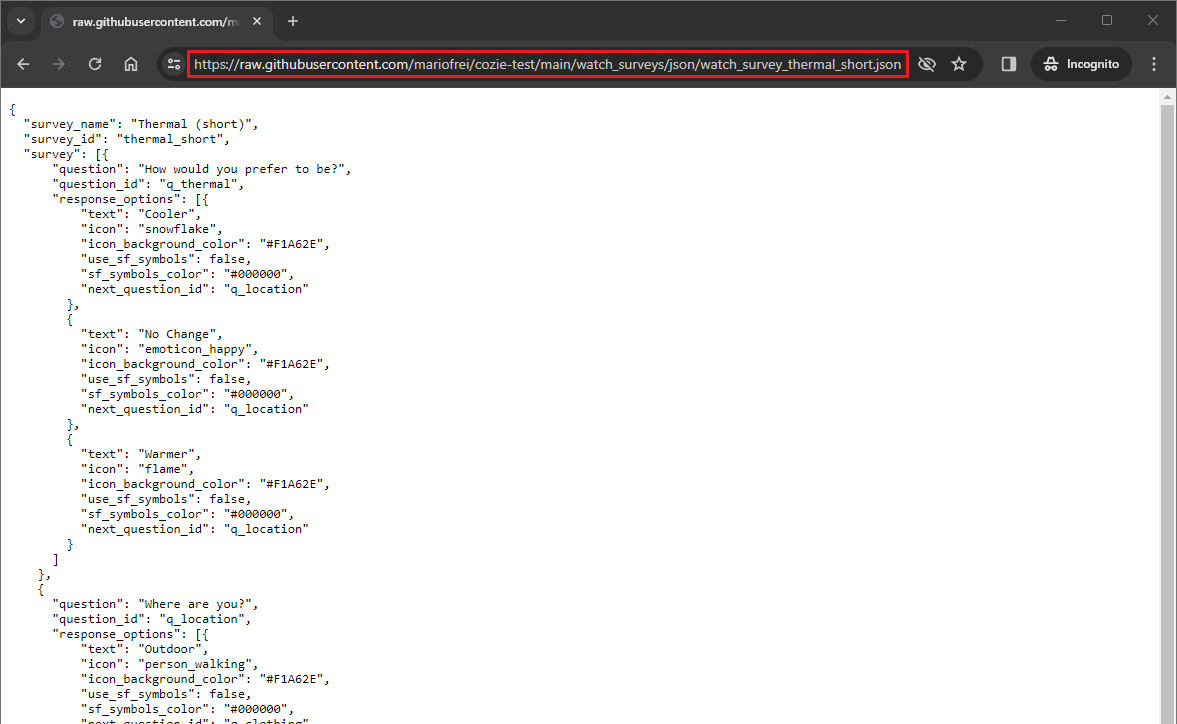 raw.githubusercontent.com/m
https://raw.githubusercontent.com/mariofrei/cozie-test/main/watch_surveys/json/watch_survey_thermal_short.json
Incognito
{
"survey_name": "Thermal (short)",
"survey_id": "thermal_short",
"survey": [{
"question": "How would you prefer to be?",
"question_id": "q_thermal",
"response_options": [{
"text": "Cooler",
"icon": "snowflake",
"icon_background_color": "#F1A62E",
"use_sf_symbols": false,
"sf_symbols_color": "#000000",
"next_question_id": "q_location"
},
{
"text": "No Change",
"icon": "emoticon_happy",
"icon_background_color": "#F1A62E",
"use_sf_symbols": false,
"sf_symbols_color": "#000000",
"next_question_id": "q_location"
},
{
"text": "Warmer",
"icon": "flame",
"icon_background_color": "#F1A62E",
"use_sf_symbols": false,
"sf_symbols_color": "#000000",
"next_question_id": "q_location"
}
]
},
{
"question": "Where are you?",
"question_id": "q_location",
"response_options": [{
"text": "Outdoor",
"icon": "person_walking",
"icon_background_color": "#F1A62E",
"use_sf_symbols": false,
"sf_symbols_color": "#000000",
"next_question_id": "q_clothing"